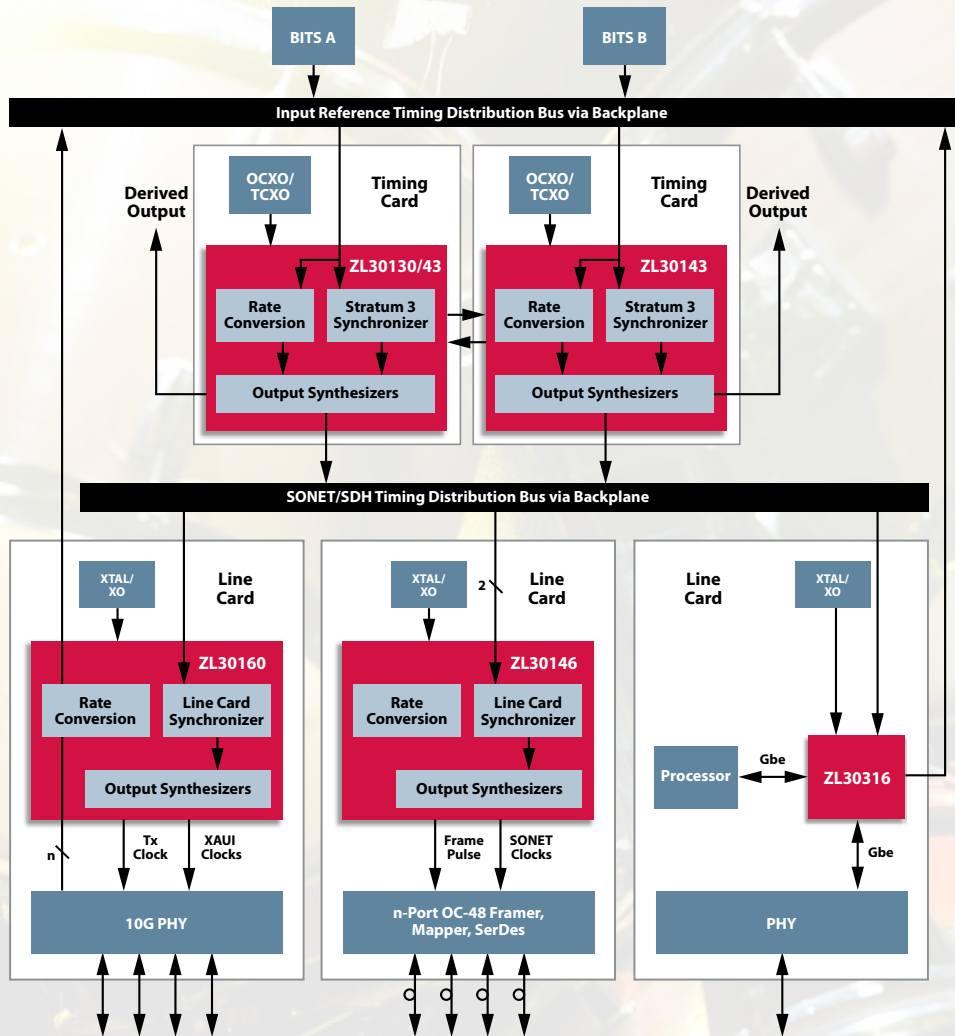 BITS A
BITS B
Input Reference Timing Distribution Bus via Backplane
Derived
Output
OCXO/
TCXO
Timing
Card
ZL30130/43
Rate
Conversion
Stratum 3
Synchronizer
Output Synthesizers
OCXO/
TCXO
Timing
Card
Derived
Output
ZL30143
Rate
Conversion
Stratum 3
Synchronizer
Output Synthesizers
SONET/SDH Timing Distribution Bus via Backplane
XTAL/
XO
Line
Card
ZL30160
Rate
Conversion
Line Card
Synchronizer
Output Synthesizers
n
Tx
Clock
XAUI
Clocks
10G PHY
XTAL/
XO
2
Line
Card
ZL30146
Rate
Conversion
Line Card
Synchronizer
Output Synthesizers
Frame
Pulse
SONET
Clocks
n-Port OC-48 Framer,
Mapper, SerDes
Line
Card
XTAL/
XO
Processor
Gbe
ZL30316
Gbe
PHY